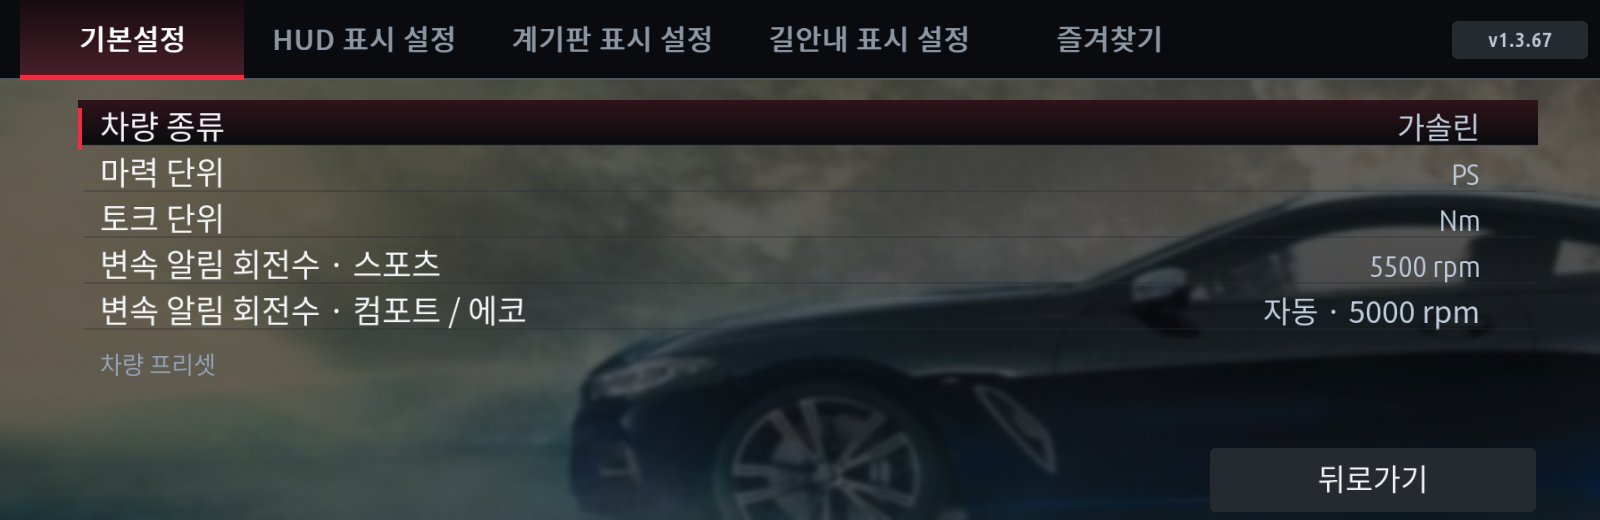 기본설정 HUD 표시 설정 계기판 표시 설정 길안내 표시 설정 즐겨찾기 v1.3.67
차량 종류 가솔린
마력 단위 PS
토크 단위 Nm
변속 알림 회전수 · 스포츠 5500 rpm
변속 알림 회전수 · 컴포트 / 에코 자동 · 5000 rpm
차량 프리셋
뒤로가기